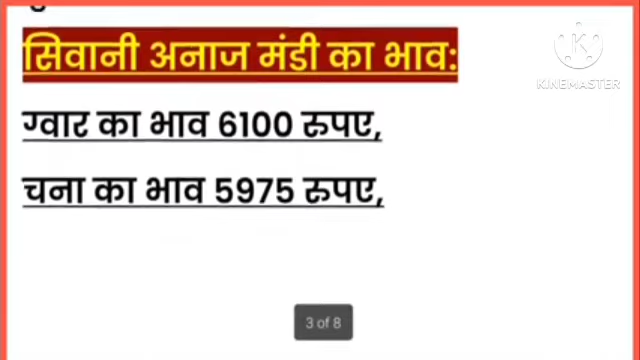 सिवानी अनाज मंडी का भाव:
KINEMASTER
ग्वार का भाव 6100 रुपए,
चना का भाव 5975 रुपए,
3 of 8